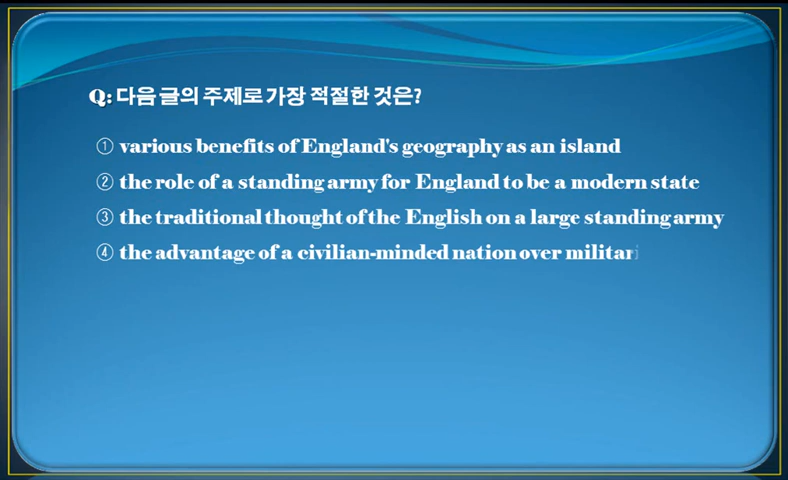 Q: 다음 글의 주제로 가장 적절한 것은?
① various benefits of England's geography as an island
② the role of a standing army for England to be a modern state
③ the traditional thought of the English on a large standing army
④ the advantage of a civilian-minded nation over militari